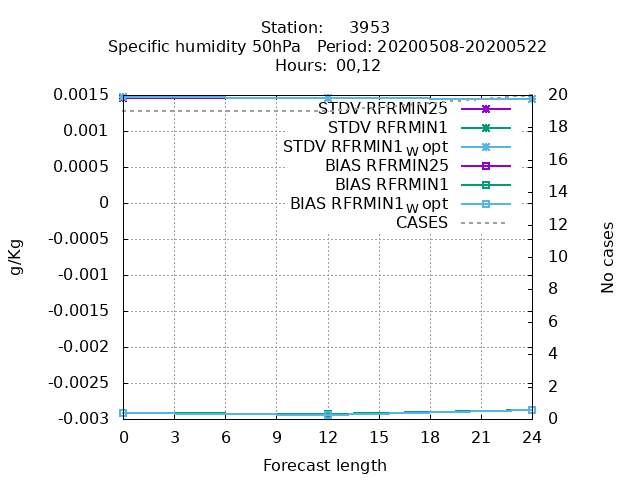 Station: 3953
Specific humidity 50hPa Period: 20200508-20200522
Hours: 00,12
0.0015
0.001
0.0005
0
-0.0005
-0.001
-0.0015
-0.002
-0.0025
-0.003
g/Kg
STDV RFRMIN25
STDV RFRMIN1
STDV RFRMIN1w opt
BIAS RFRMIN25
BIAS RFRMIN1
BIAS RFRMIN1w opt
CASES
20
18
16
14
12
10
8
6
4
2
0
No cases
0 3 6 9 12 15 18 21 24
Forecast length